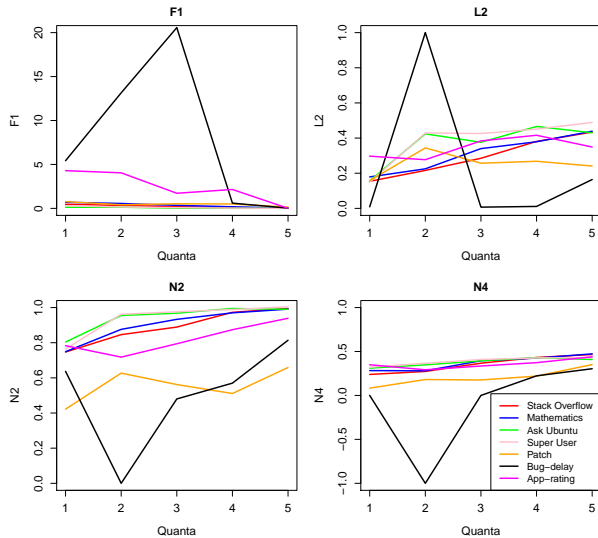 F1
F1
20
15
10
5
0
1 2 3 4 5
Quanta
L2
L2
1.0
0.8
0.6
0.4
0.2
0.0
1 2 3 4 5
Quanta
N2
N2
1.0
0.8
0.6
0.4
0.2
0.0
1 2 3 4 5
Quanta
N4
N4
1.0
0.5
0.0
−0.5
−1.0
Stack Overflow
Mathematics
Ask Ubuntu
Super User
Patch
Bug−delay
App−rating
1 2 3 4 5
Quanta